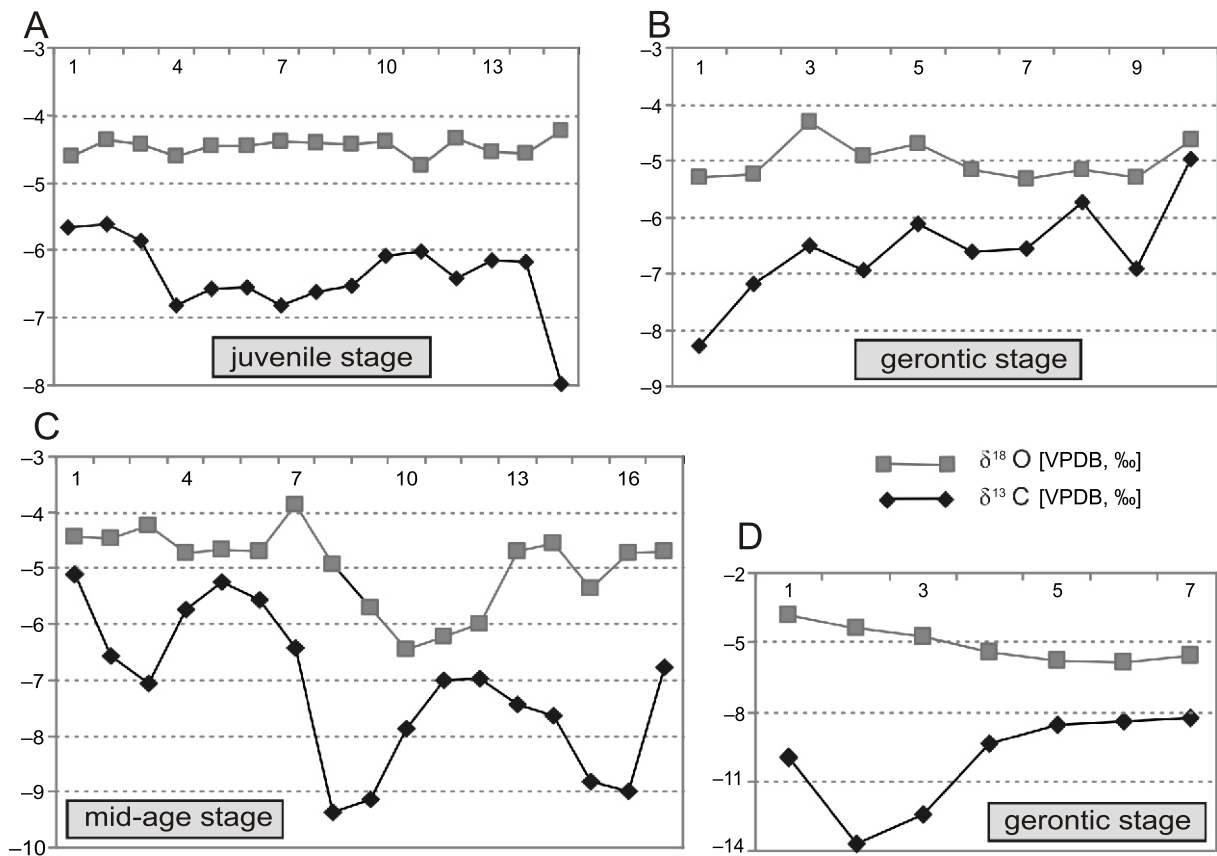 A
–3
1 4 7 10 13
–4
–5
–6
–7
–8
juvenile stage
B
–3
1 3 5 7 9
–4
–5
–6
–7
–8
–9
gerontic stage
C
–3
1 4 7 10 13 16
–4
–5
–6
–7
–8
–9
–10
mid-age stage
δ18 O [VPDB, ‰]
δ13 C [VPDB, ‰]
D
–2
1 3 5 7
–5
–8
–11
–14
gerontic stage